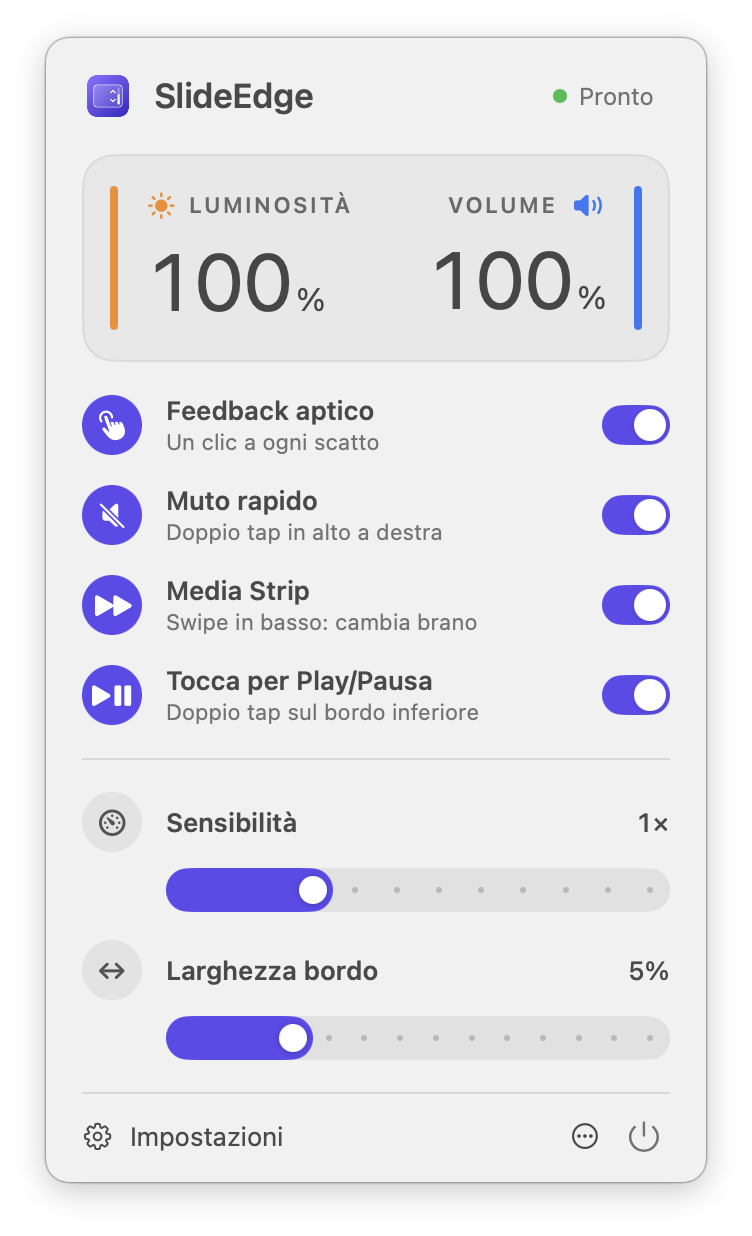 SlideEdge
Pronto
LUMINOSITÀ
VOLUME
100%
100%
Feedback aptico
Un clic a ogni scatto
Muto rapido
Doppio tap in alto a destra
Media Strip
Swipe in basso: cambia brano
Tocca per Play/Pausa
Doppio tap sul bordo inferiore
Sensibilità
1×
Larghezza bordo
5%
Impostazioni